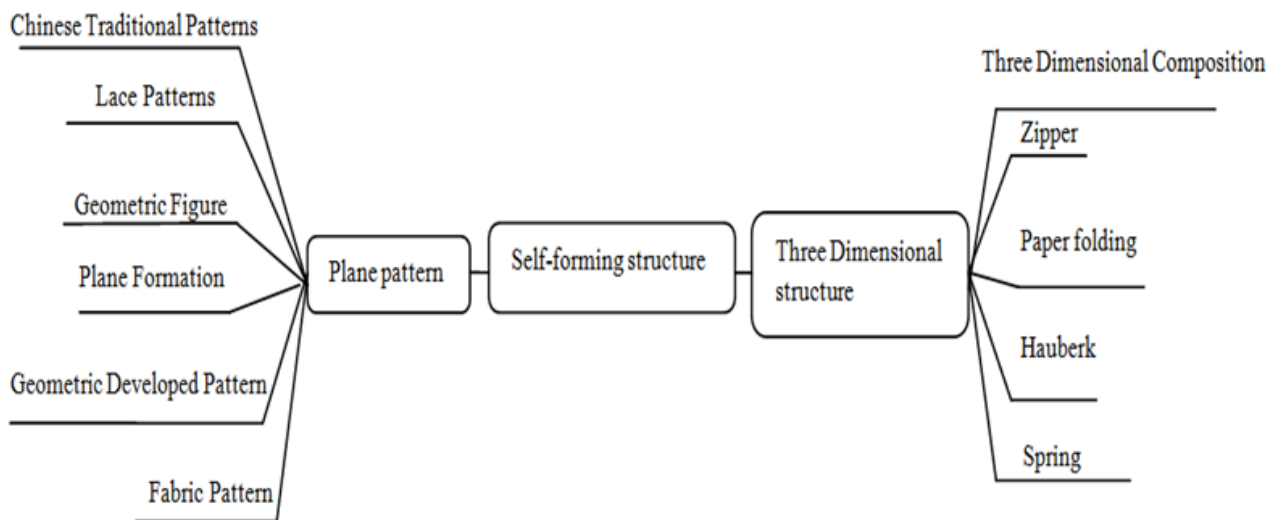 Chinese Traditional Patterns
Lace Patterns
Geometric Figure
Plane Formation
Geometric Developed Pattern
Fabric Pattern
Plane pattern
Self-forming structure
Three Dimensional
structure
Three Dimensional Composition
Zipper
Paper folding
Hauberk
Spring